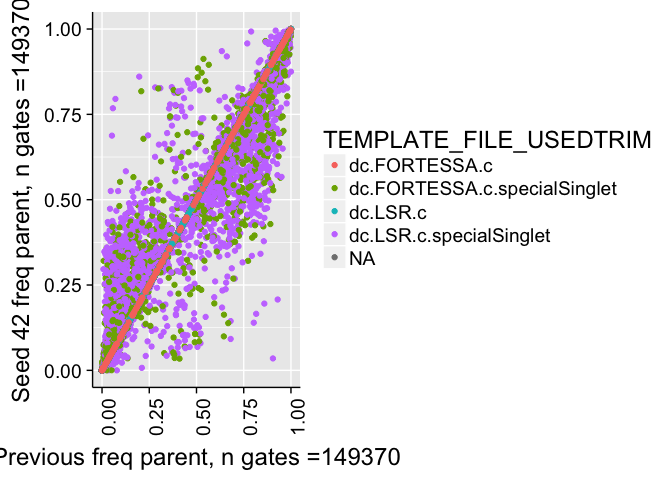 Seed 42 freq parent, n gates =149370
1.00
0.75
0.50
0.25
0.00
0.00
0.25
0.50
0.75
1.00
Previous freq parent, n gates =149370
TEMPLATE_FILE_USEDTRIM
dc.FORTESSA.c
dc.FORTESSA.c.specialSinglet
dc.LSR.c
dc.LSR.c.specialSinglet
NA